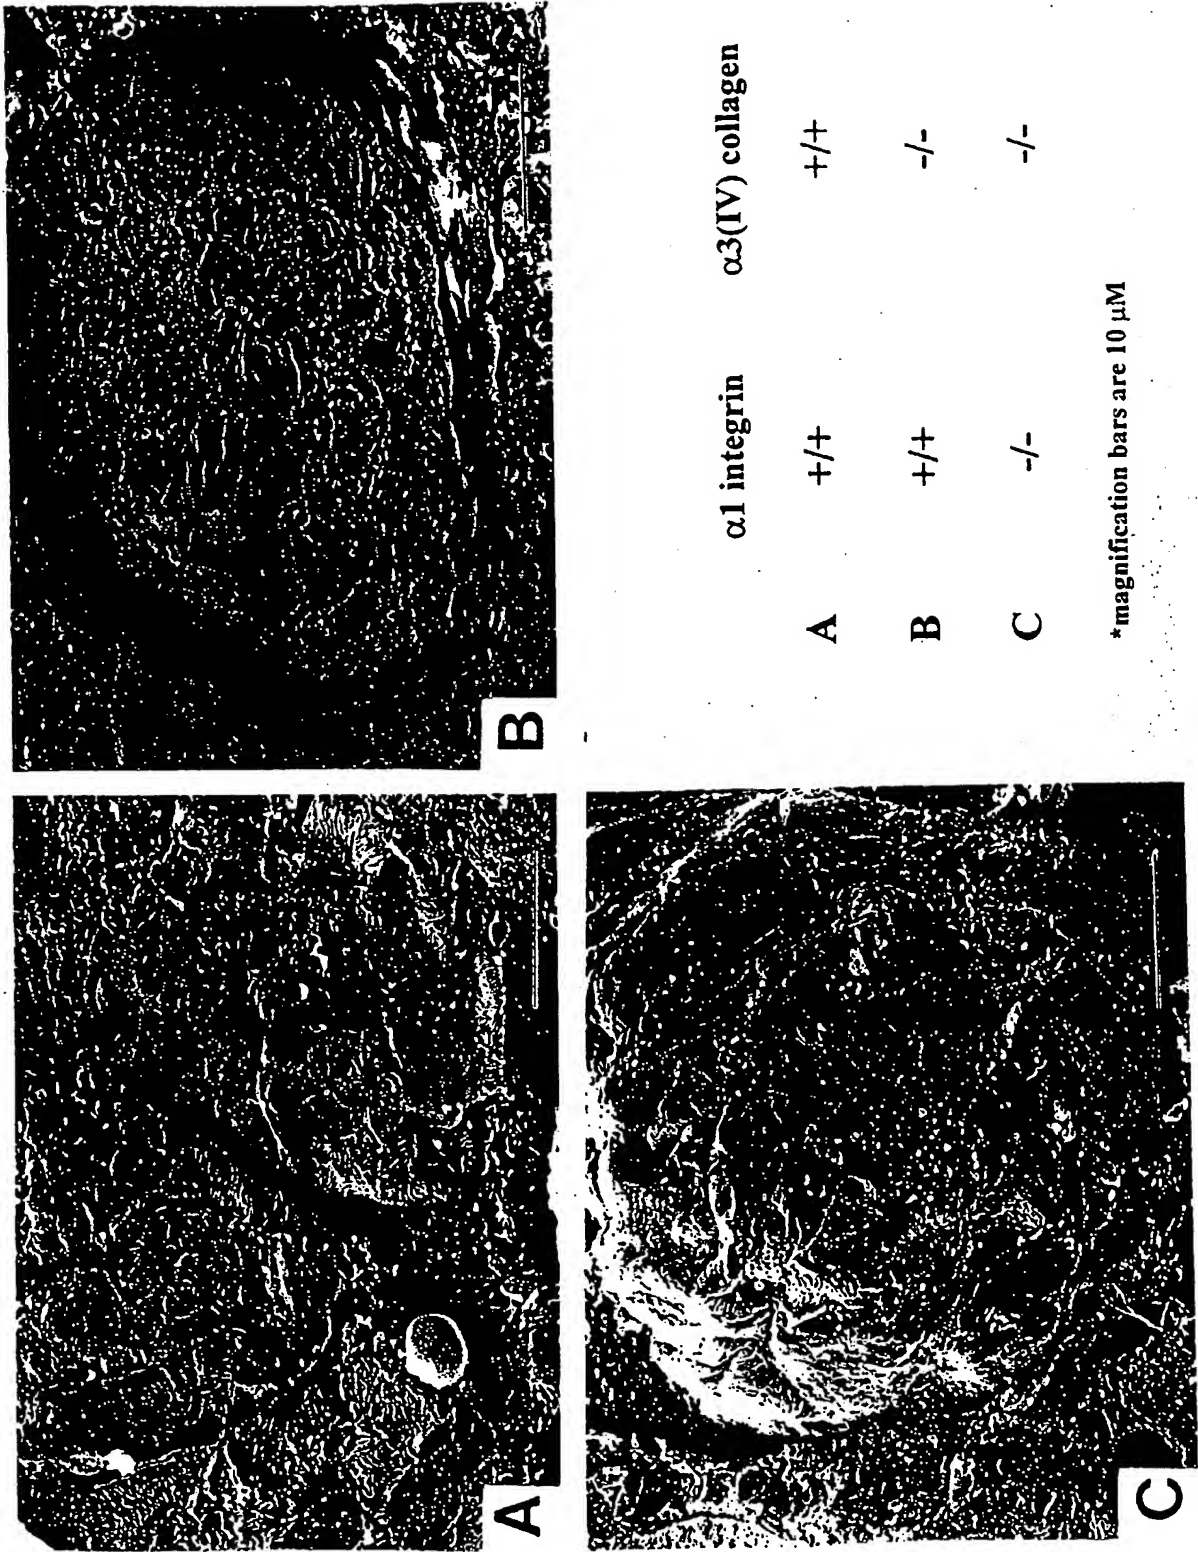 A
B
C
α1 integrin α3(IV) collagen
A +/+ +/+
B +/+ -/-
C -/- -/-
*magnification bars are 10 μM